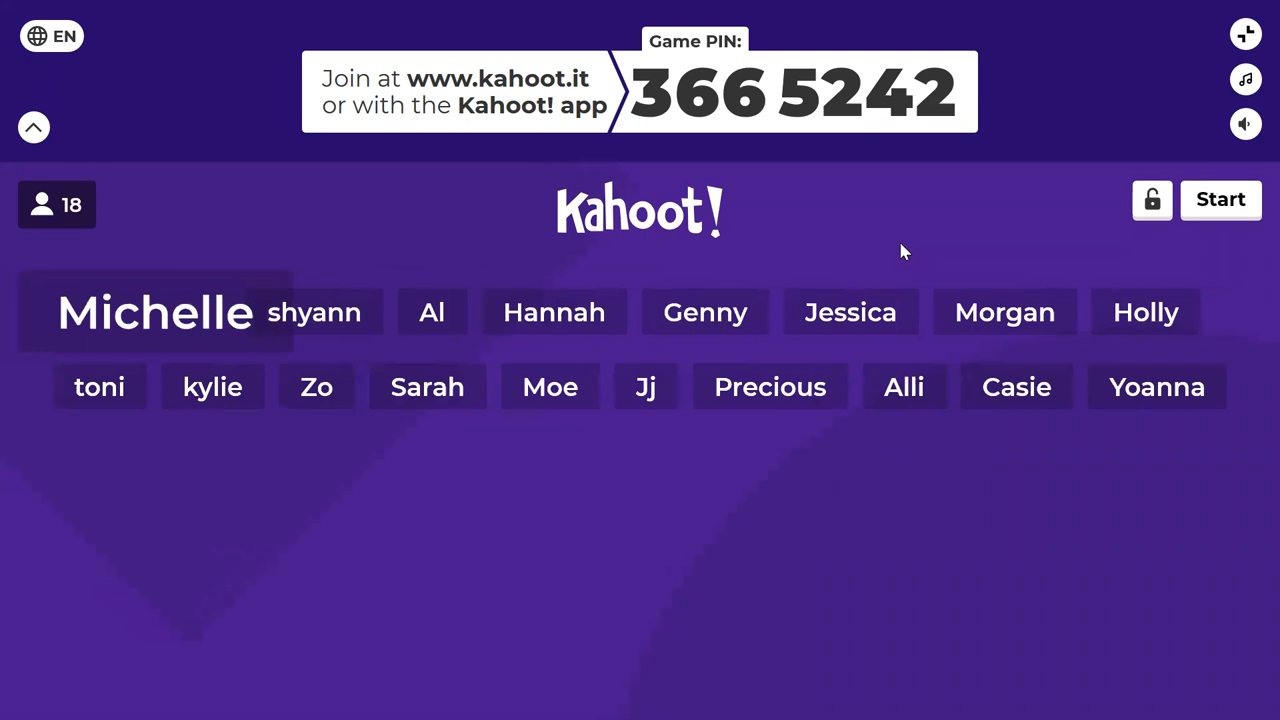 EN
Game PIN:
Join at www.kahoot.it
or with the Kahoot! app
366 5242
18
Kahoot!
Start
Michelle shyann Al Hannah Genny Jessica Morgan Holly
toni kylie Zo Sarah Moe Jj Precious Alli Casie Yoanna